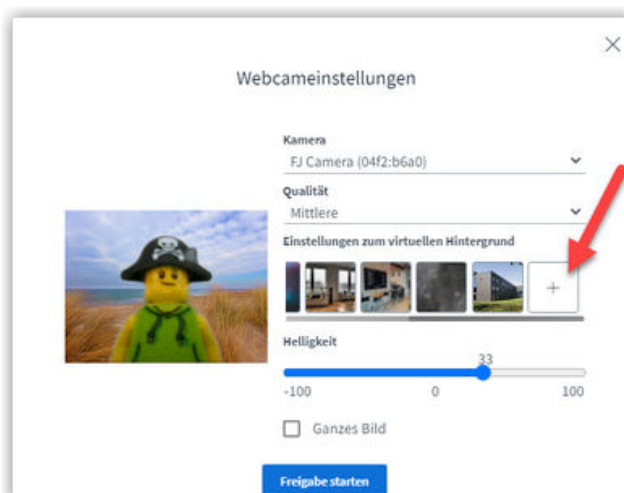 Webcameinstellungen
Kamera
FJ Camera (04f2:b6a0)
Qualität
Mittlere
Einstellungen zum virtuellen Hintergrund
Helligkeit
33
-100 0 100
Ganzes Bild
Freigabe starten